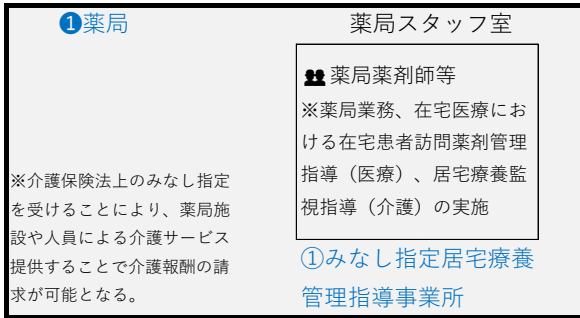 ❶薬局
※介護保険法上のみなし指定
を受けることにより、薬局施
設や人員による介護サービス
提供することで介護報酬の請
求が可能となる。
薬局スタッフ室
薬局薬剤師等
※薬局業務、在宅医療にお
ける在宅患者訪問薬剤管理
指導（医療）、居宅療養監
視指導（介護）の実施
①みなし指定居宅療養
管理指導事業所